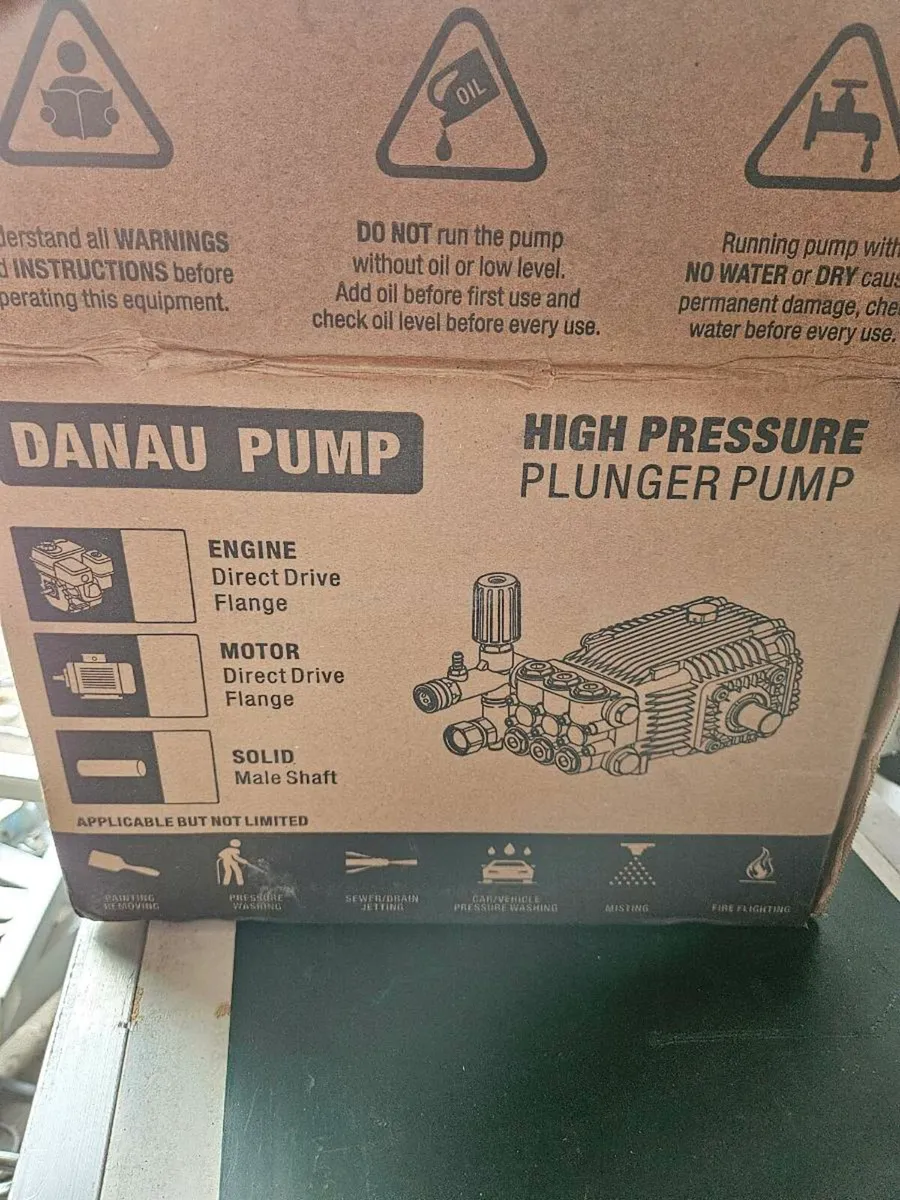 OIL
derstand all WARNINGS
d INSTRUCTIONS before
perating this equipment.
DO NOT run the pump
without oil or low level.
Add oil before first use and
check oil level before every use.
Running pump with
NO WATER or DRY caus
permanent damage, che
water before every use.
DANAU PUMP
HIGH PRESSURE
PLUNGER PUMP
ENGINE
Direct Drive
Flange
MOTOR
Direct Drive
Flange
SOLID
Male Shaft
APPLICABLE BUT NOT LIMITED
PAINTING
REMOVING
PRESSURE
WASHING
SEWER/DRAIN
JETTING
CAR/VEHICLE
PRESSURE WASHING
MISTING
FIRE FLIGHTING